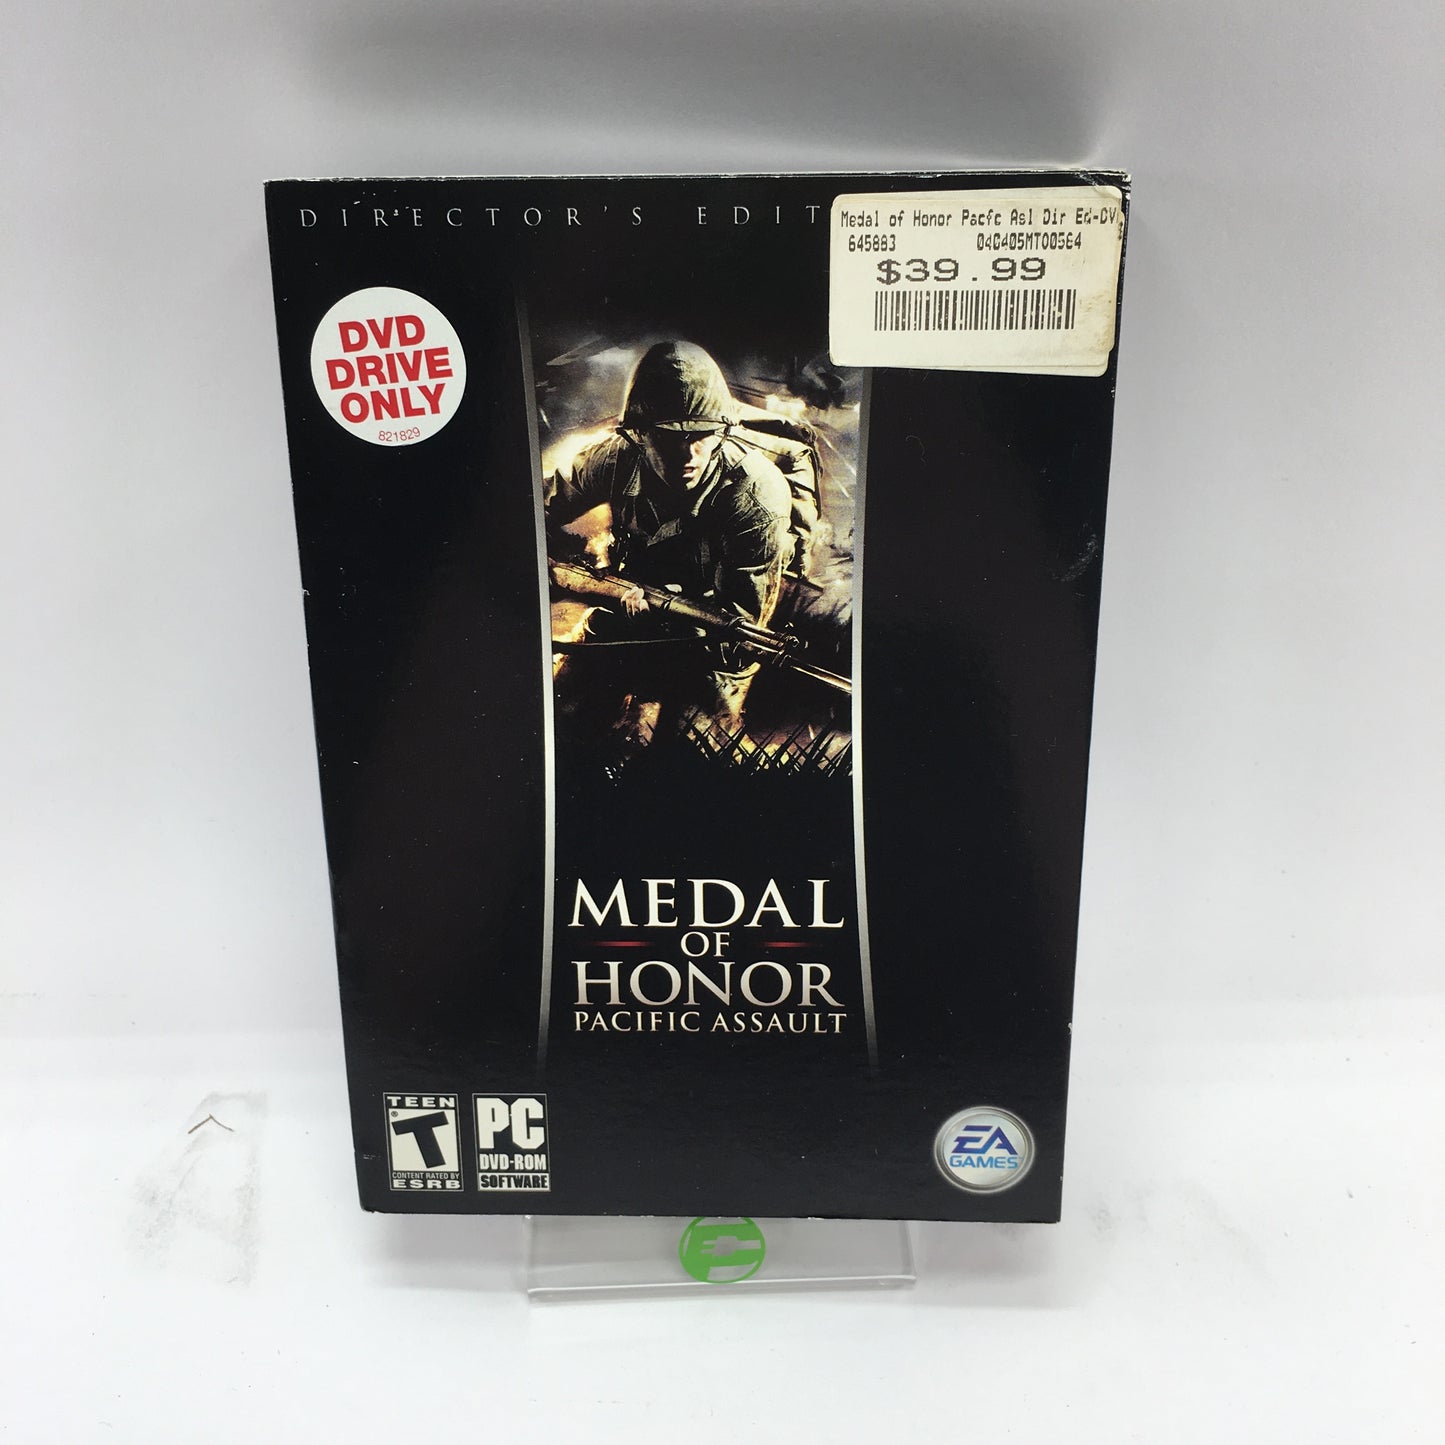 DIRECTOR'S EDIT
Medal of Honor Pacfc Asl Dir Ed-DV
645883 040405MT00564
$39.99
DVD
DRIVE
ONLY
821829
MEDAL
OF
HONOR
PACIFIC ASSAULT
TEEN
T
CONTENT RATED BY
ESRB
PC
DVD-ROM
SOFTWARE
EA
GAMES